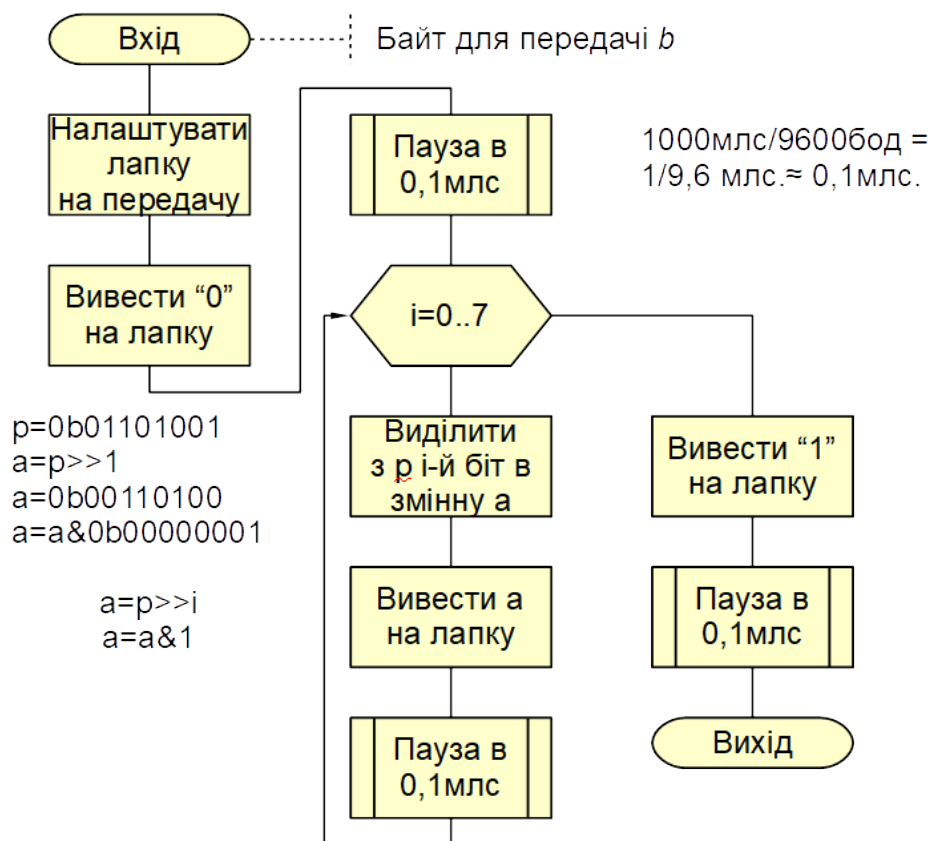 Вхід
Байт для передачі b
Налаштувати
лапку
на передачу
Вивести “0”
на лапку
Пауза в
0,1млс
1000млс/9600бод =
1/9,6 млс.≈ 0,1млс.
i=0..7
p=0b01101001
a=p>>1
a=0b00110100
a=a&0b00000001
a=p>>i
a=a&1
Виділити
з р і-й біт в
змінну а
Вивести а
на лапку
Пауза в
0,1млс
Вивести “1”
на лапку
Пауза в
0,1млс
Вихід